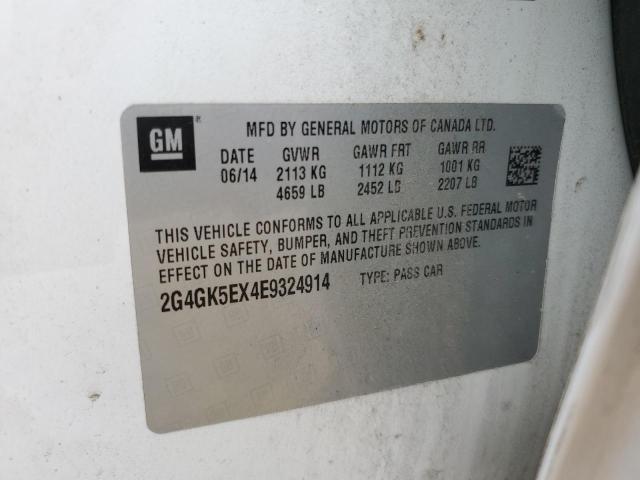 GM
MFD BY GENERAL MOTORS OF CANADA LTD.
DATE GVWR GAWR FRT GAWR RR
06/14 2113 KG 1112 KG 1001 KG
4659 LB 2452 LB 2207 LB
THIS VEHICLE CONFORMS TO ALL APPLICABLE U.S. FEDERAL MOTOR
VEHICLE SAFETY, BUMPER, AND THEFT PREVENTION STANDARDS IN
EFFECT ON THE DATE OF MANUFACTURE SHOWN ABOVE.
2G4GK5EX4E9324914 TYPE: PASS CAR